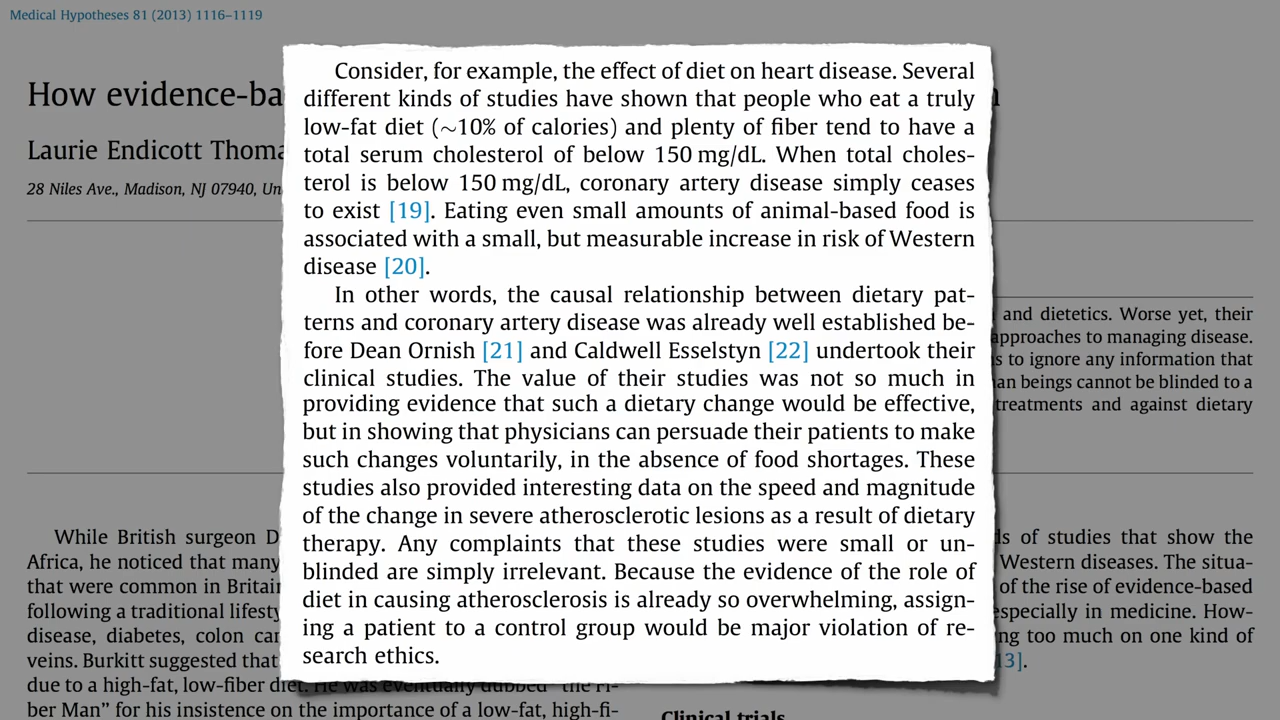 Medical Hypotheses 81 (2013) 1116–1119
How evidence-ba
Laurie Endicott Thoma
28 Niles Ave., Madison, NJ 07940, Un
Consider, for example, the effect of diet on heart disease. Several
different kinds of studies have shown that people who eat a truly
low-fat diet (∼10% of calories) and plenty of fiber tend to have a
total serum cholesterol of below 150 mg/dL. When total choles-
terol is below 150 mg/dL, coronary artery disease simply ceases
to exist [19]. Eating even small amounts of animal-based food is
associated with a small, but measurable increase in risk of Western
disease [20].
In other words, the causal relationship between dietary pat-
terns and coronary artery disease was already well established be-
fore Dean Ornish [21] and Caldwell Esselstyn [22] undertook their
clinical studies. The value of their studies was not so much in
providing evidence that such a dietary change would be effective,
but in showing that physicians can persuade their patients to make
such changes voluntarily, in the absence of food shortages. These
studies also provided interesting data on the speed and magnitude
of the change in severe atherosclerotic lesions as a result of dietary
therapy. Any complaints that these studies were small or un-
blinded are simply irrelevant. Because the evidence of the role of
diet in causing atherosclerosis is already so overwhelming, assign-
ing a patient to a control group would be major violation of re-
search ethics.
and dietetics. Worse yet, their
approaches to managing disease.
s to ignore any information that
an beings cannot be blinded to a
treatments and against dietary
While British surgeon D
Africa, he noticed that many
that were common in Britain
following a traditional lifesty
disease, diabetes, colon can
veins. Burkitt suggested that
due to a high-fat, low-fiber diet. He was eventually dubbed "the Fi-
ber Man" for his insistence on the importance of a low-fat, high-fi-
ds of studies that show the
Western diseases. The situa-
of the rise of evidence-based
especially in medicine. How-
ng too much on one kind of
13].
Clinical trials